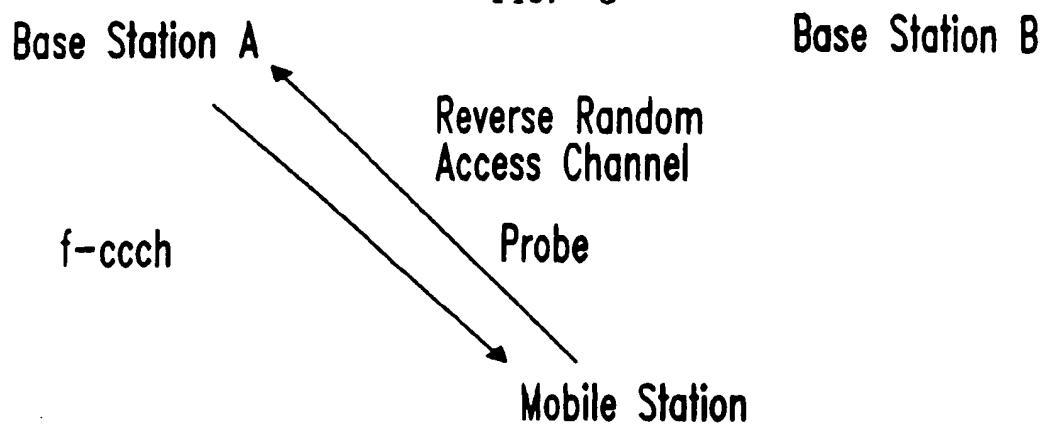 Base Station A
Base Station B
Reverse Random
Access Channel
f-ccch
Probe
Mobile Station